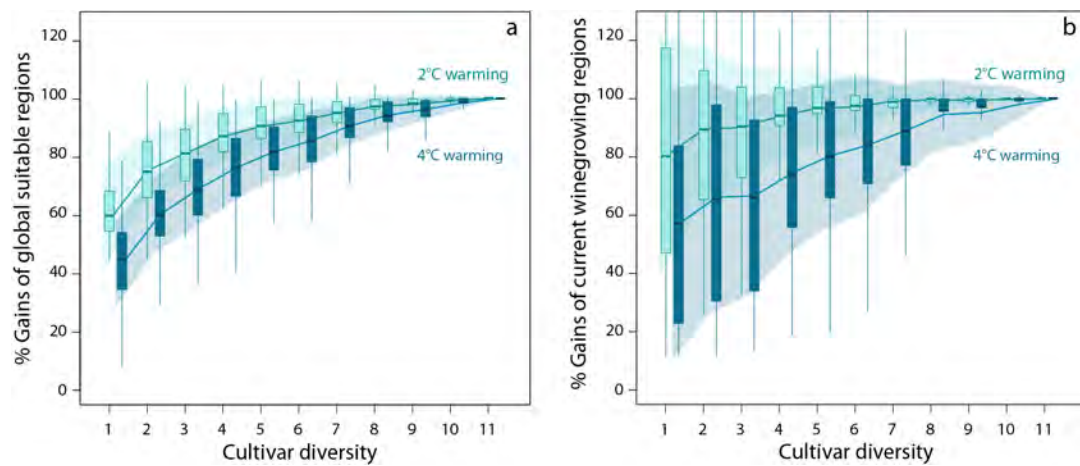 a
% Gains of global suitable regions
120
100
80
60
40
20
0
2°C warming
4°C warming
1 2 3 4 5 6 7 8 9 10 11
Cultivar diversity
b
% Gains of current winegrowing regions
120
100
80
60
40
20
0
2°C warming
4°C warming
1 2 3 4 5 6 7 8 9 10 11
Cultivar diversity